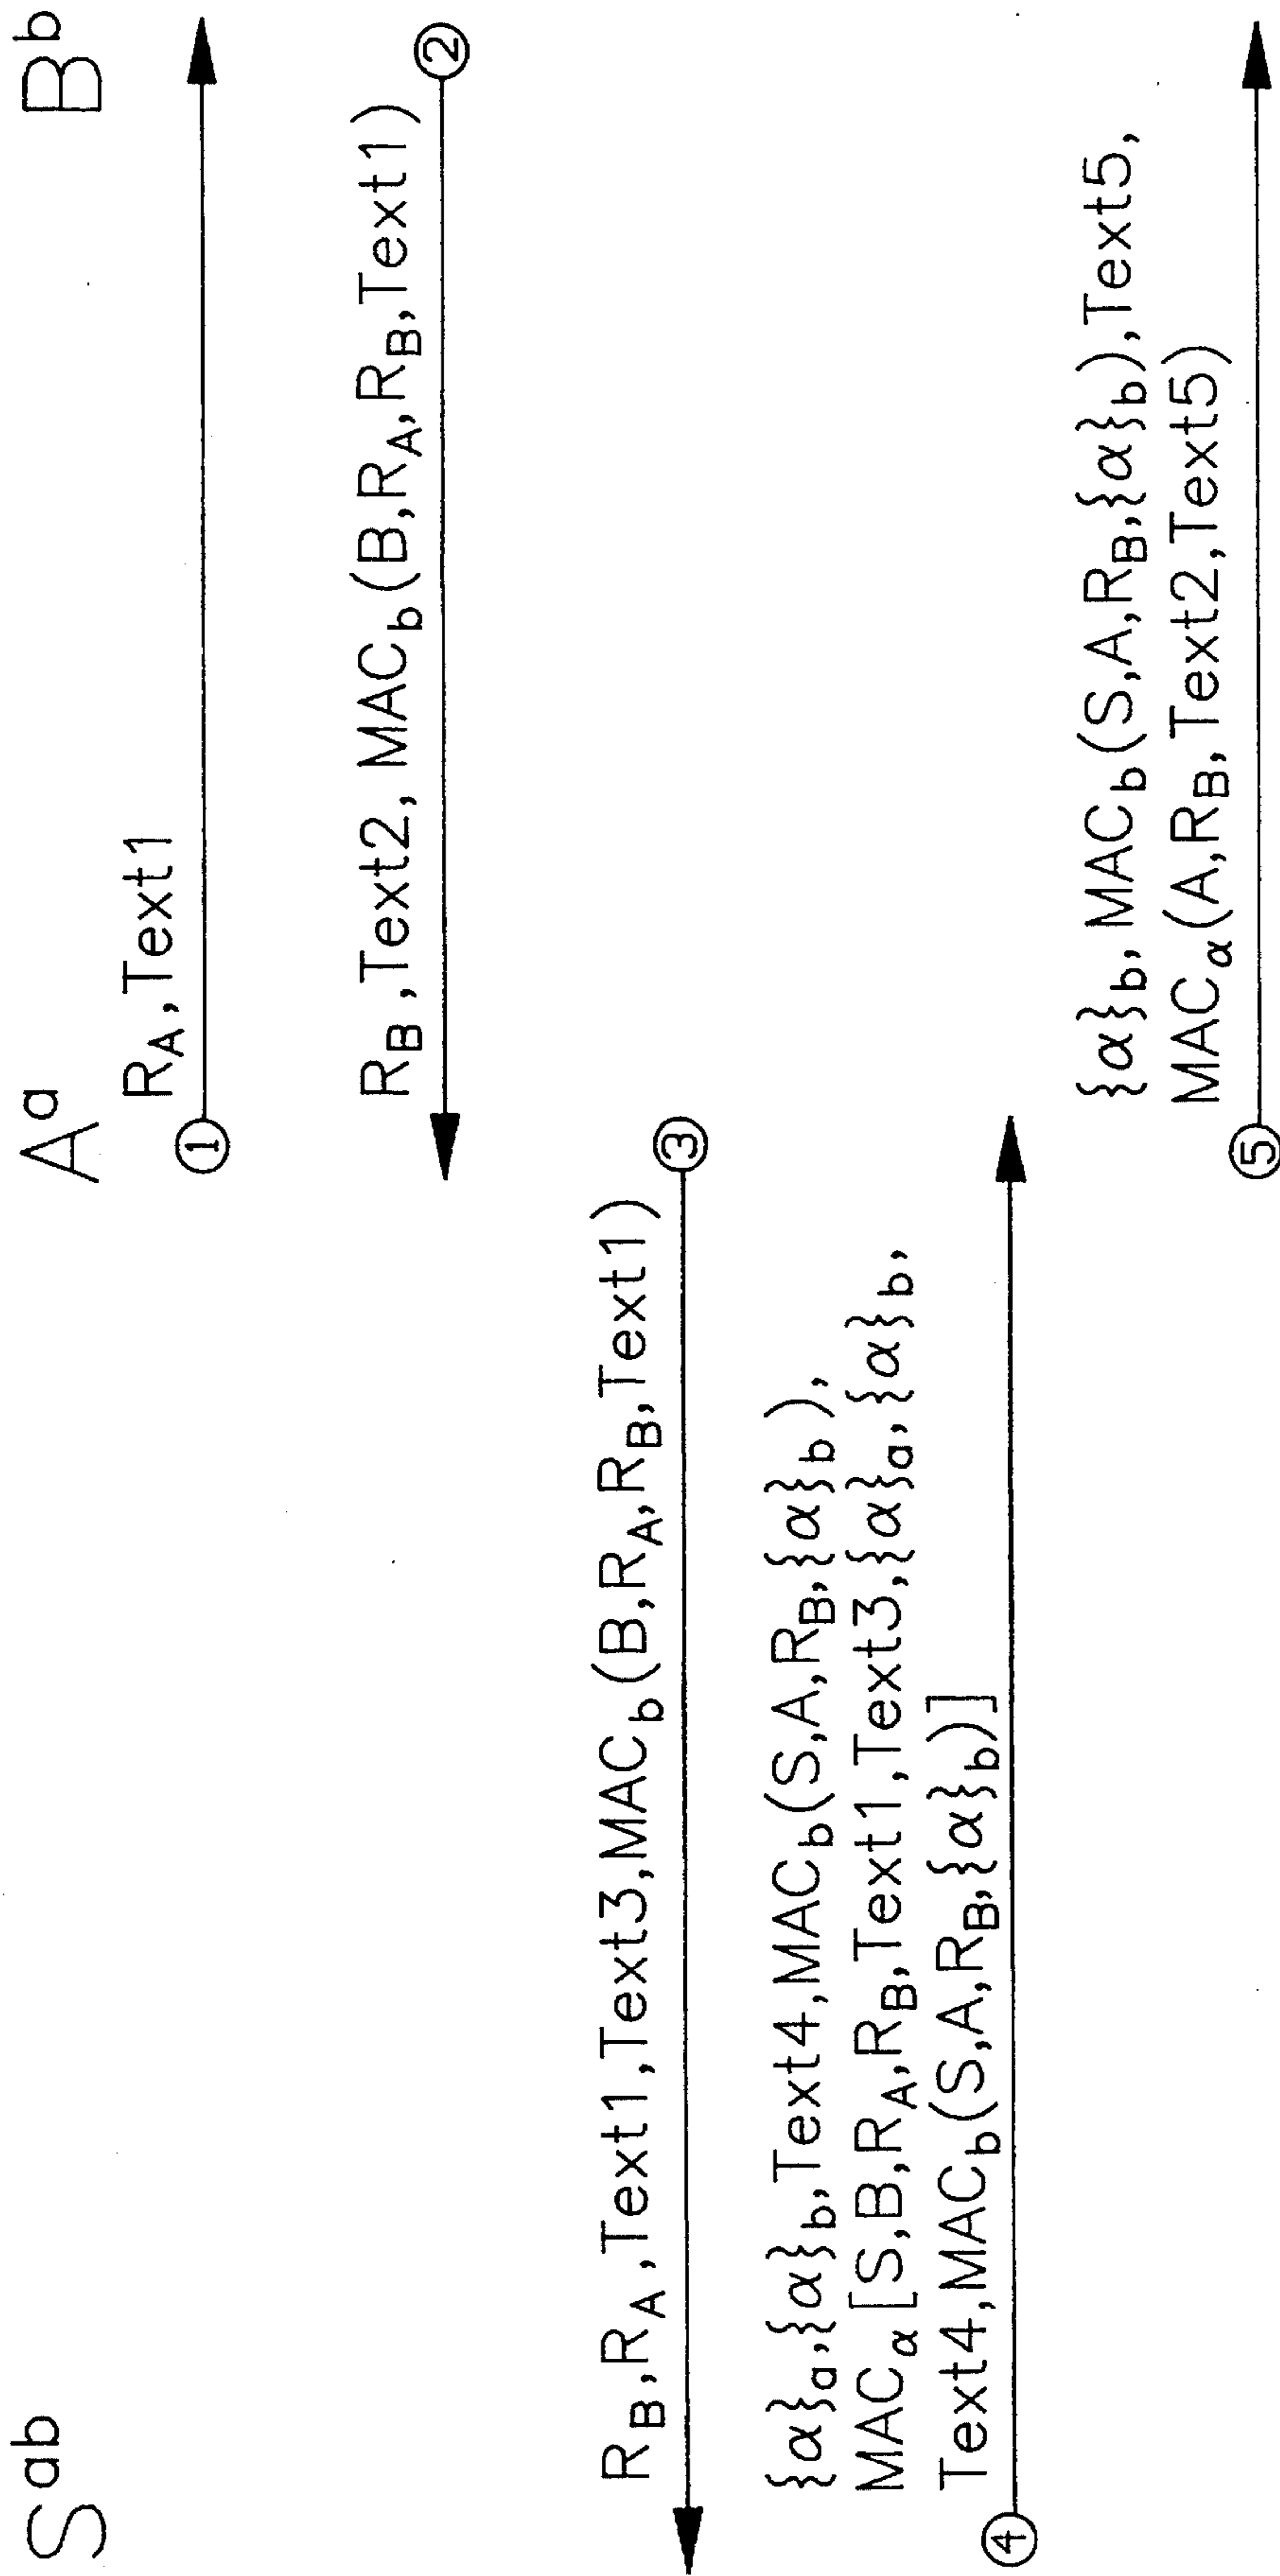 S^ab A^a B^b
R_A,Text1
①
R_B,Text2, MAC_b(B,R_A,R_B,Text1)
②
R_B,R_A,Text1,Text3,MAC_b(B,R_A,R_B,Text1)
③
{α}_a,{α}_b,Text4,MAC_b(S,A,R_B,{α}_b),
MAC_α[S,B,R_A,R_B,Text1,Text3,{α}_a,{α}_b,
Text4,MAC_b(S,A,R_B,{α}_b)]
④
{α}_b, MAC_b(S,A,R_B,{α}_b),Text5,
MAC_α(A,R_B,Text2,Text5)
⑤